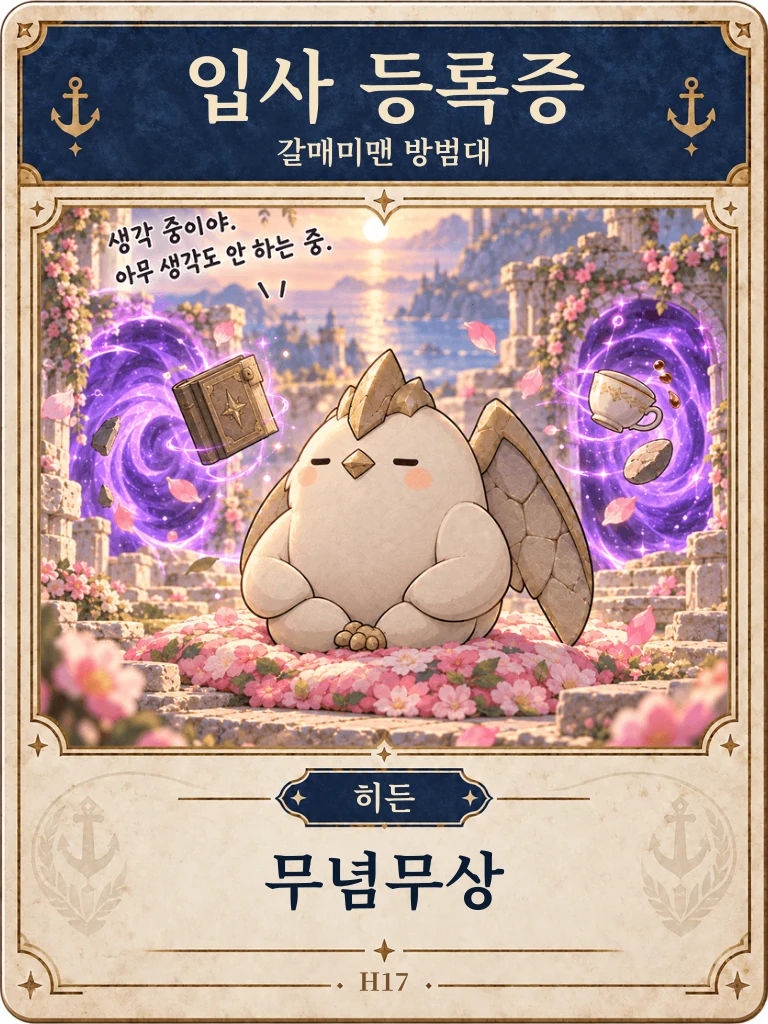 입사 등록증
갈매미맨 방범대
생각 중이야.
아무 생각도 안 하는 중.
히든
무념무상
H17